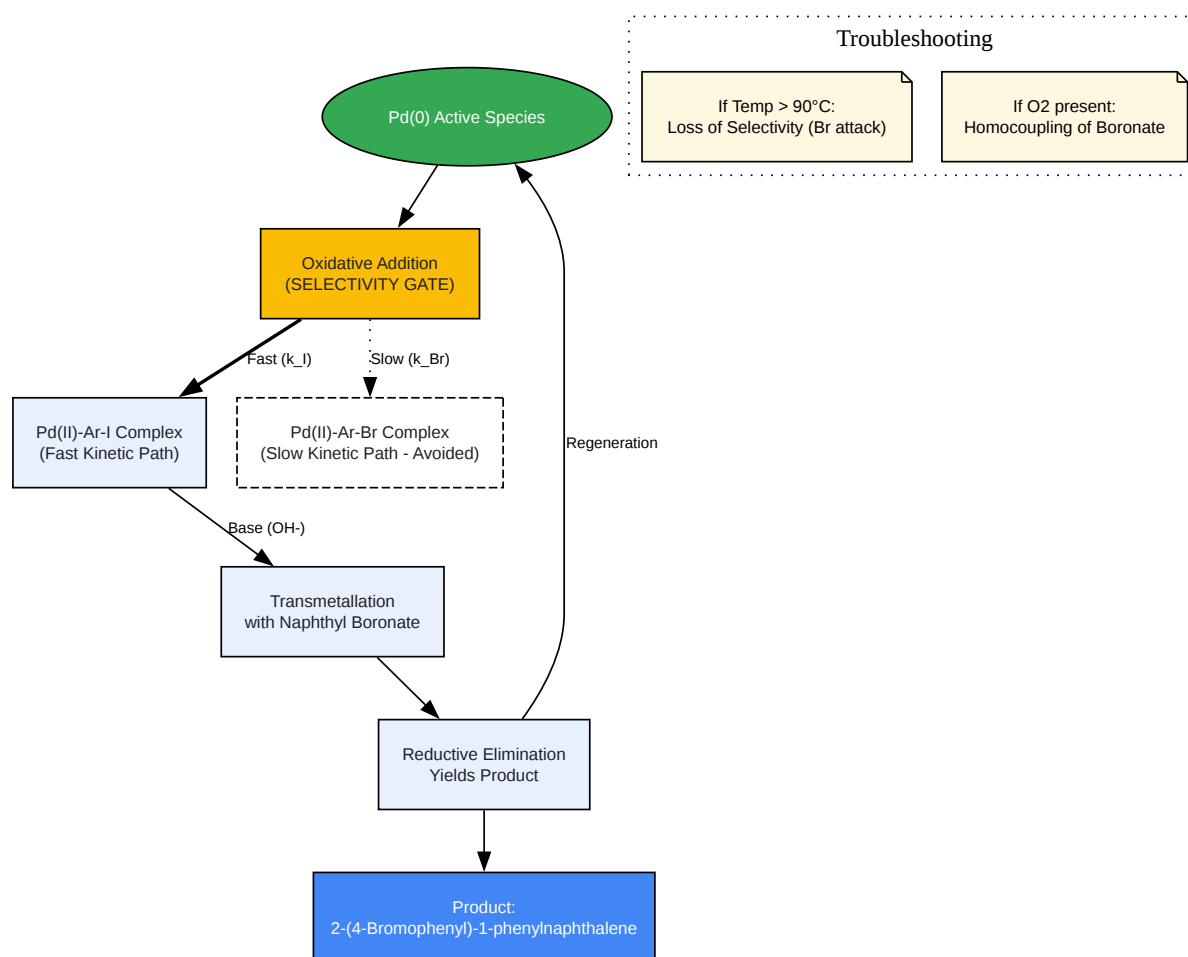 Troubleshooting
If Temp > 90°C:
Loss of Selectivity (Br attack)
If O2 present:
Homocoupling of Boronate
Pd(0) Active Species
Oxidative Addition
(SELECTIVITY GATE)
Fast (k_I)
Slow (k_Br)
Pd(II)-Ar-I Complex
(Fast Kinetic Path)
Pd(II)-Ar-Br Complex
(Slow Kinetic Path - Avoided)
Regeneration
Base (OH-)
Transmetallation
with Naphthyl Boronate
Reductive Elimination
Yields Product
Product:
2-(4-Bromophenyl)-1-phenylnaphthalene